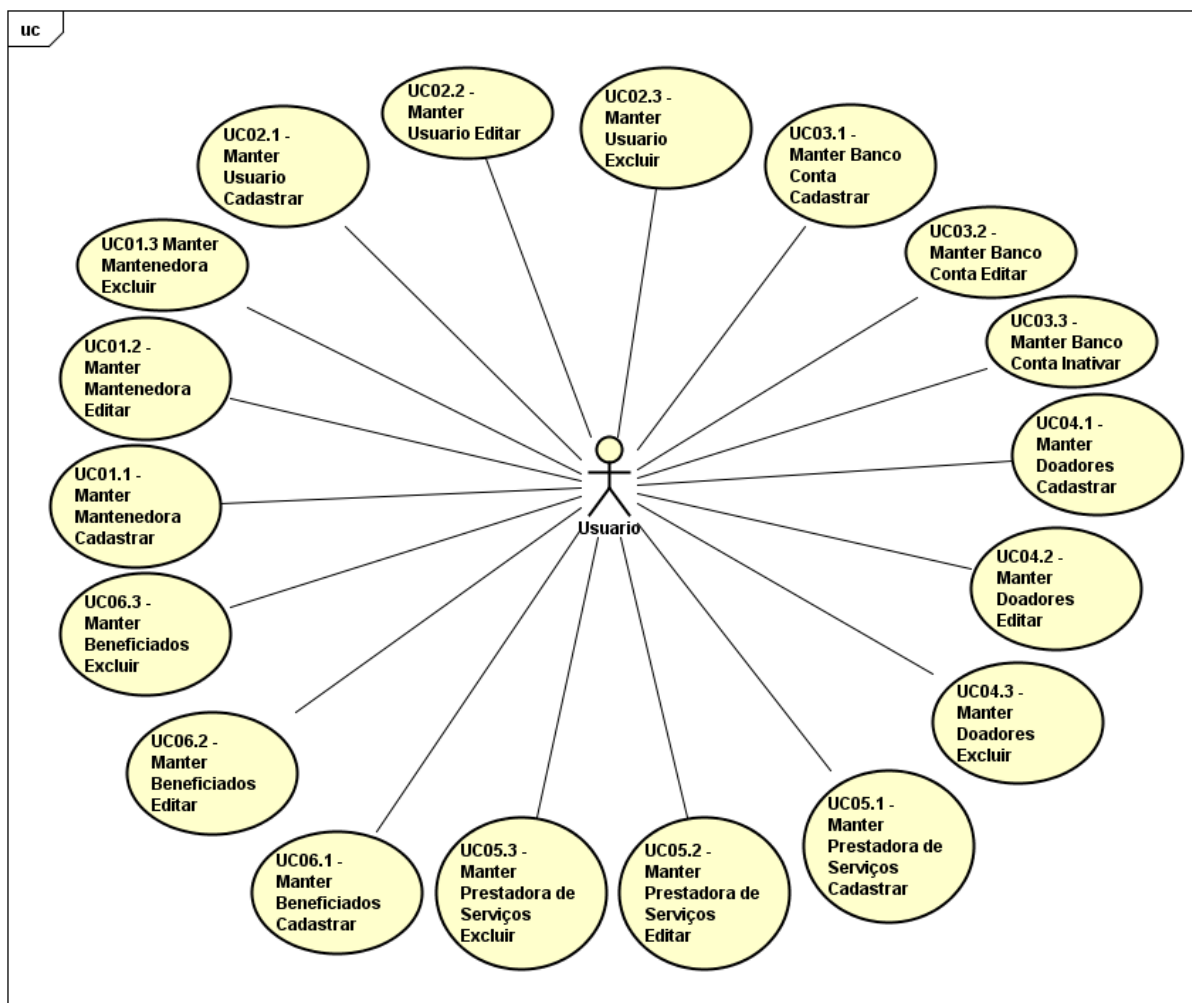 uc
UC02.2 -
Manter
Usuario Editar
UC02.3 -
Manter
Usuario
Excluir
UC02.1 -
Manter
Usuario
Cadastrar
UC03.1 -
Manter Banco
Conta
Cadastrar
UC01.3 Manter
Mantenedora
Excluir
UC03.2 -
Manter Banco
Conta Editar
UC03.3 -
Manter Banco
Conta Inativar
UC01.2 -
Manter
Mantenedora
Editar
UC04.1 -
Manter
Doadores
Cadastrar
UC01.1 -
Manter
Mantenedora
Cadastrar
Usuario
UC04.2 -
Manter
Doadores
Editar
UC06.3 -
Manter
Beneficiados
Excluir
UC04.3 -
Manter
Doadores
Excluir
UC06.2 -
Manter
Beneficiados
Editar
UC05.1 -
Manter
Prestadora de
Serviços
Cadastrar
UC06.1 -
Manter
Beneficiados
Cadastrar
UC05.3 -
Manter
Prestadora de
Serviços
Excluir
UC05.2 -
Manter
Prestadora de
Serviços
Editar